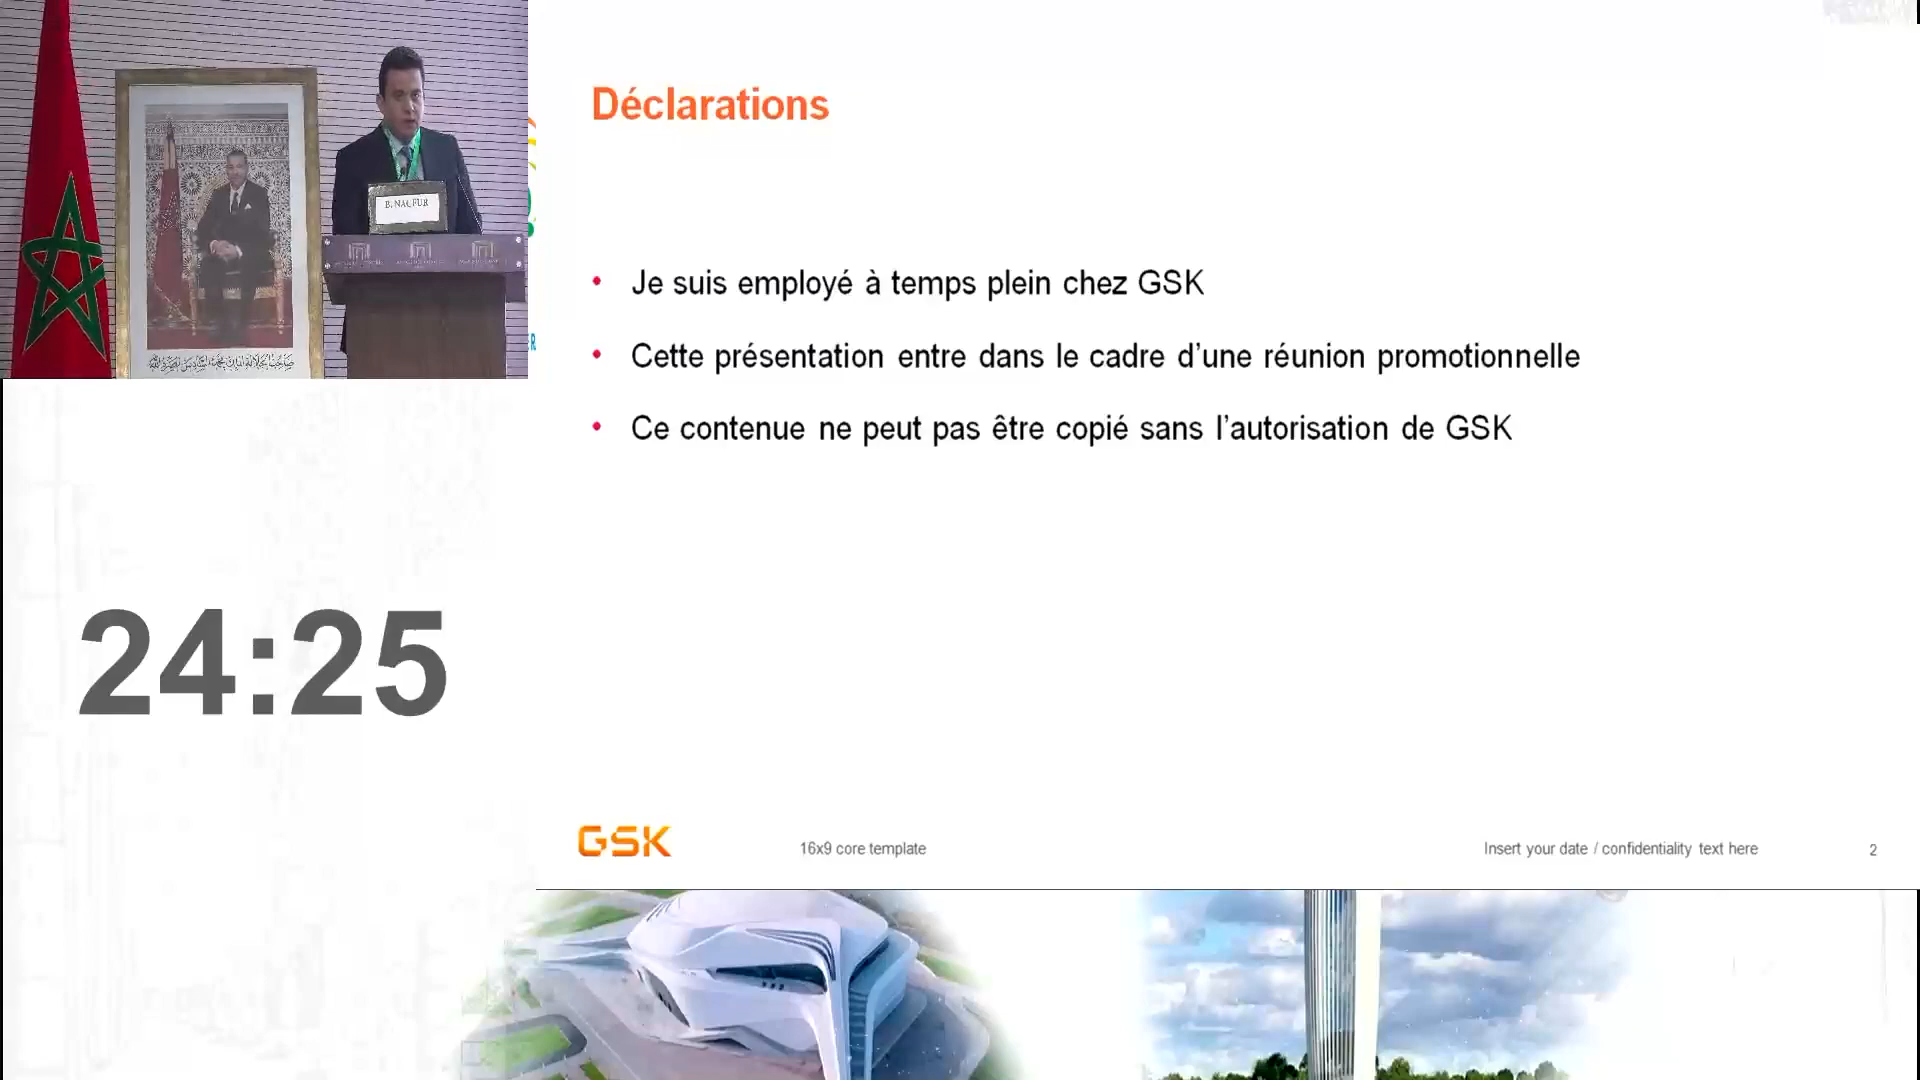 Déclarations
• Je suis employé à temps plein chez GSK
• Cette présentation entre dans le cadre d’une réunion promotionnelle
• Ce contenue ne peut pas être copié sans l’autorisation de GSK
24:25
GSK
16x9 core template
Insert your date / confidentiality text here
2